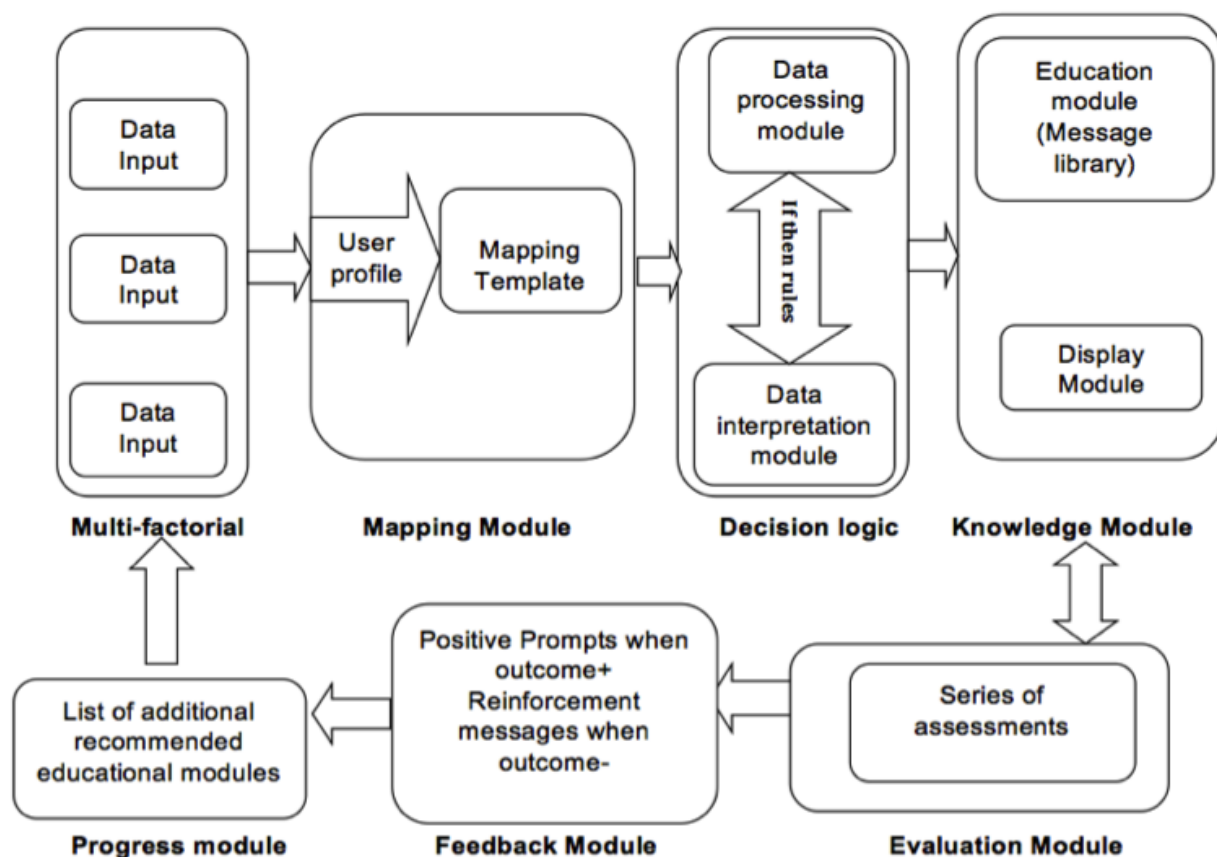 Data
Input
Data
Input
Data
Input
Multi-factorial
User
profile
Mapping
Template
Mapping Module
Data
processing
module
If then rules
Data
interpretation
module
Decision logic
Education
module
(Message
library)
Display
Module
Knowledge Module
Series of
assessments
Evaluation Module
Positive Prompts when
outcome+
Reinforcement
messages when
outcome-
Feedback Module
List of additional
recommended
educational modules
Progress module